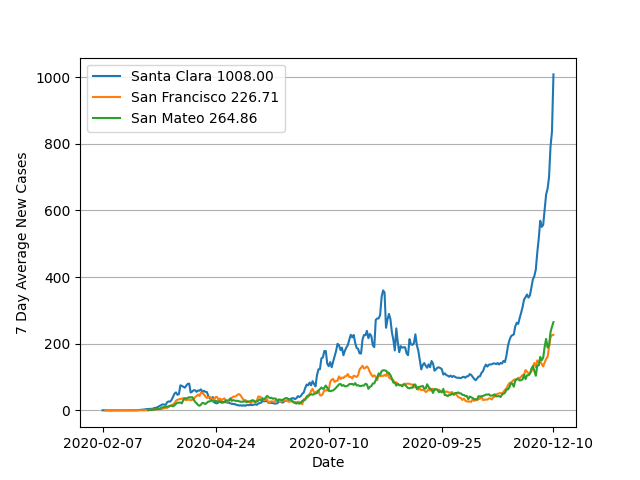 1000
800
600
400
200
0
7 Day Average New Cases
Santa Clara 1008.00
San Francisco 226.71
San Mateo 264.86
2020-02-07 2020-04-24 2020-07-10 2020-09-25 2020-12-10
Date